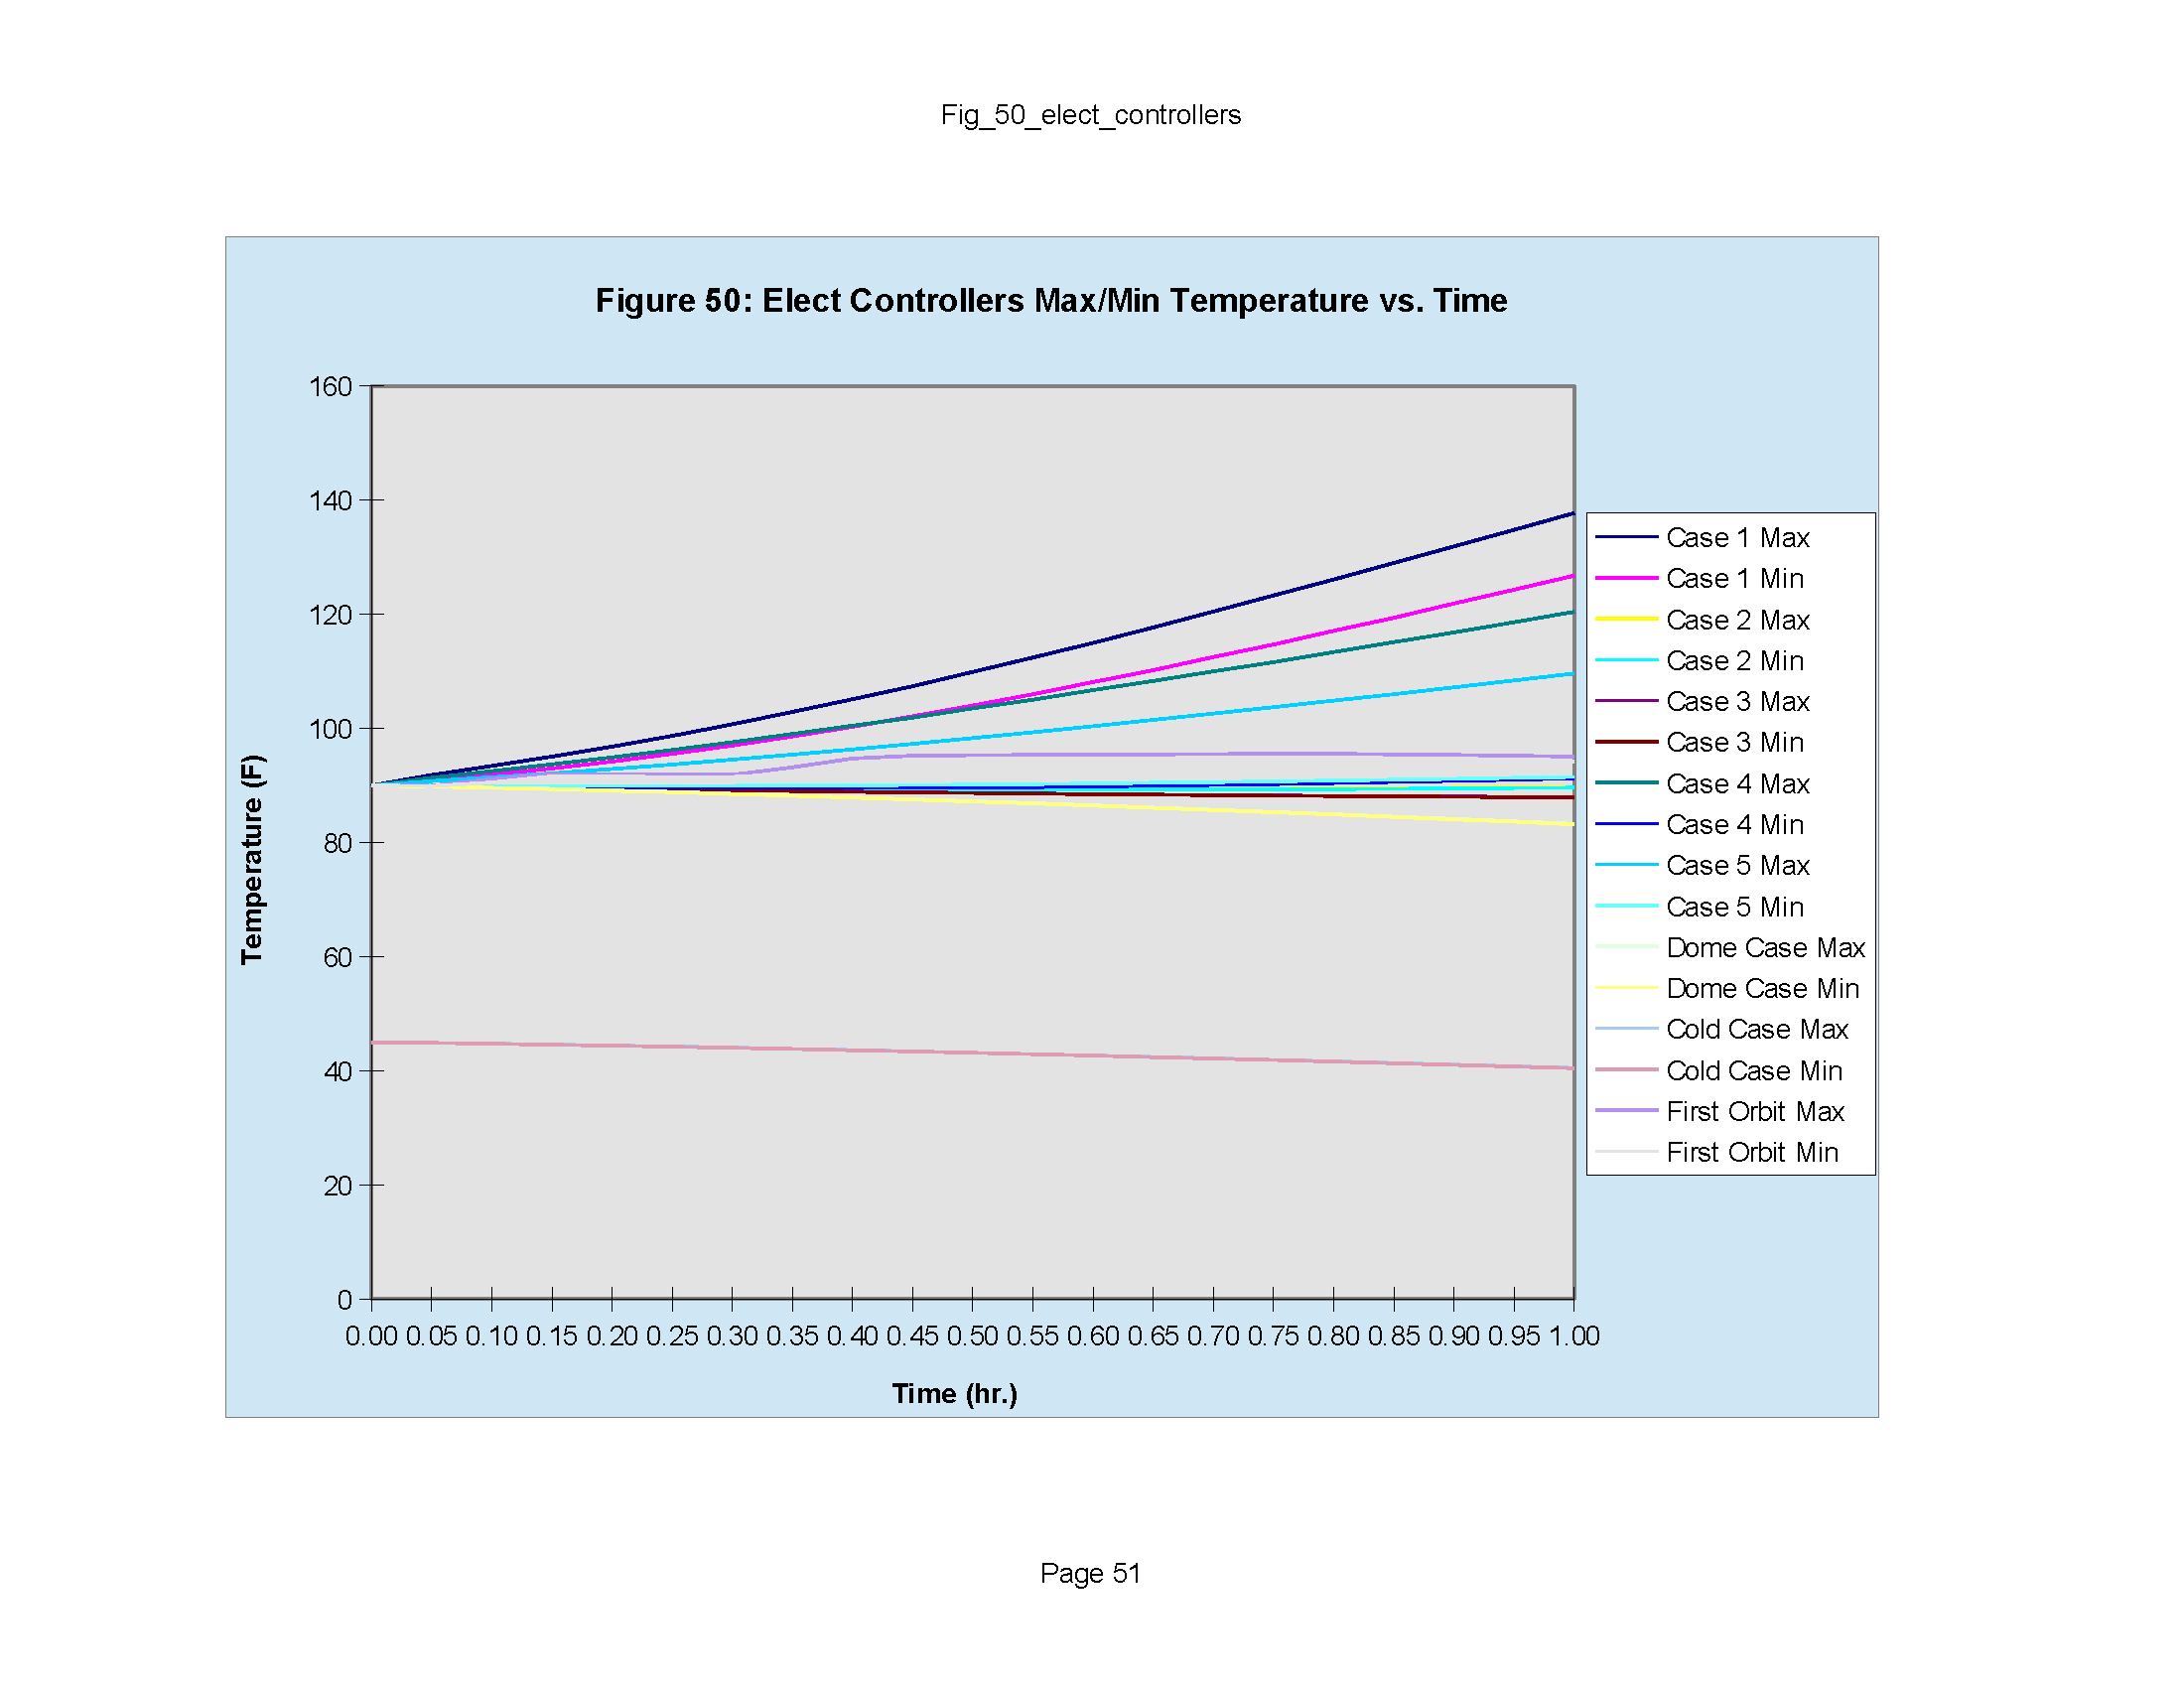 Fig_50_elect_controllers
Figure 50: Elect Controllers Max/Min Temperature vs. Time
160
140
120
100
80
60
40
20
0
Temperature (F)
0.00 0.05 0.10 0.15 0.20 0.25 0.30 0.35 0.40 0.45 0.50 0.55 0.60 0.65 0.70 0.75 0.80 0.85 0.90 0.95 1.00
Time (hr.)
Case 1 Max
Case 1 Min
Case 2 Max
Case 2 Min
Case 3 Max
Case 3 Min
Case 4 Max
Case 4 Min
Case 5 Max
Case 5 Min
Dome Case Max
Dome Case Min
Cold Case Max
Cold Case Min
First Orbit Max
First Orbit Min
Page 51